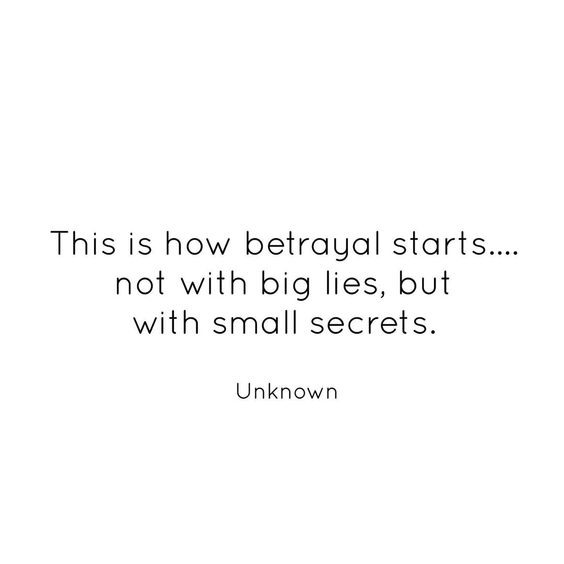 This is how betrayal starts....
not with big lies, but
with small secrets.
Unknown